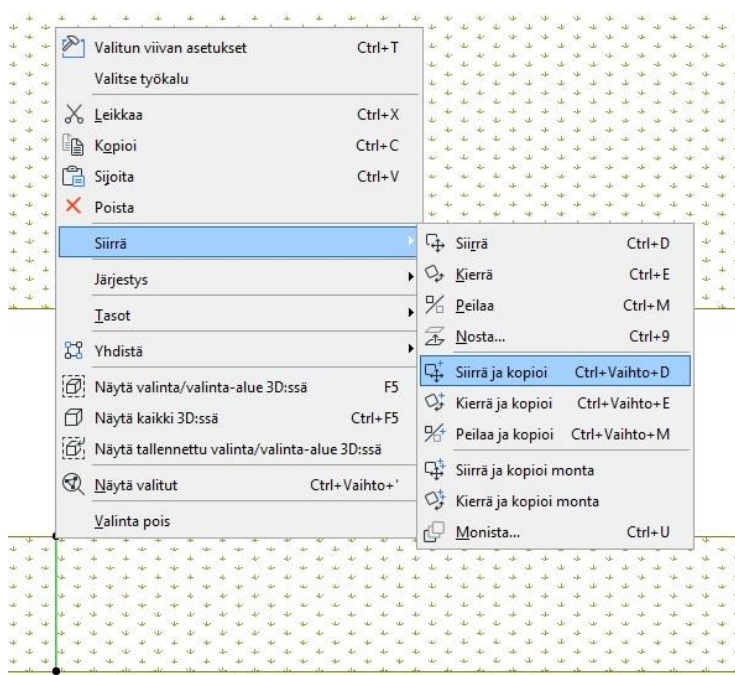 Valitun viivan asetukset Ctrl+T
Valitse työkalu
Leikkaa Ctrl+X
Kopioi Ctrl+C
Sijoita Ctrl+V
Poista
Siirrä
Järjestys
Tasot
Yhdistä
Näytä valinta/valinta-alue 3D:ssä F5
Näytä kaikki 3D:ssä Ctrl+F5
Näytä tallennettu valinta/valinta-alue 3D:ssä
Näytä valitut Ctrl+Vaihto+'
Valinta pois
Siirrä Ctrl+D
Kierrä Ctrl+E
Peilaa Ctrl+M
Nosta... Ctrl+9
Siirrä ja kopioi Ctrl+Vaihto+D
Kierrä ja kopioi Ctrl+Vaihto+E
Peilaa ja kopioi Ctrl+Vaihto+M
Siirrä ja kopioi monta
Kierrä ja kopioi monta
Monista... Ctrl+U